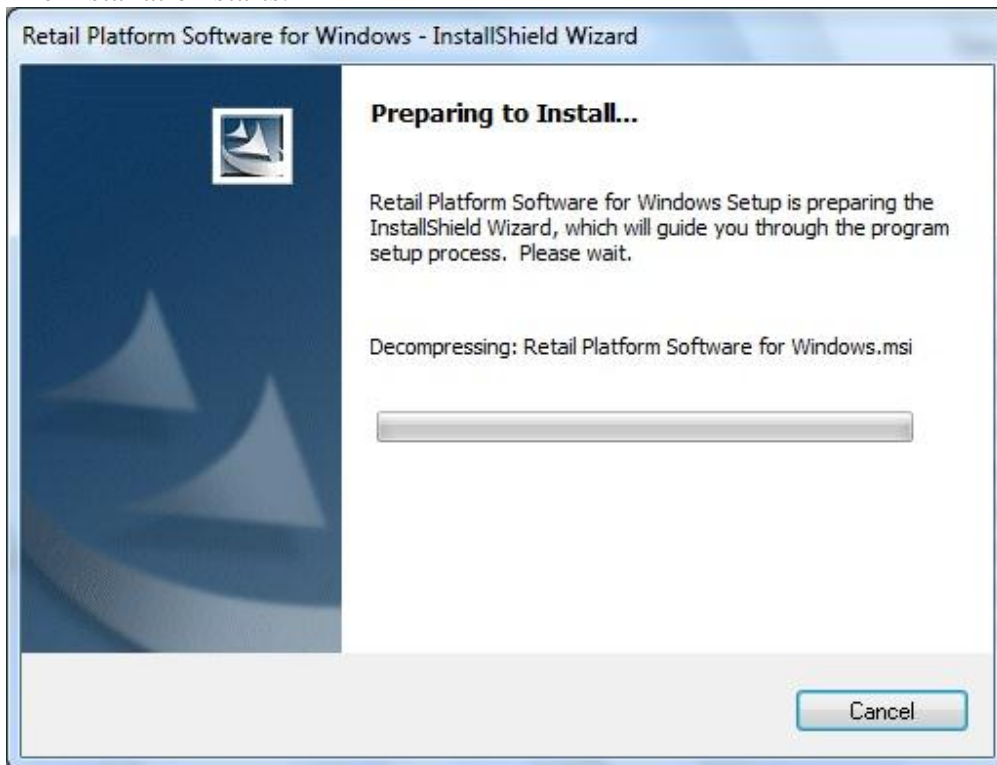 Retail Platform Software for Windows - InstallShield Wizard
Preparing to Install...
Retail Platform Software for Windows Setup is preparing the
InstallShield Wizard, which will guide you through the program
setup process.  Please wait.
Decompressing: Retail Platform Software for Windows.msi
Cancel